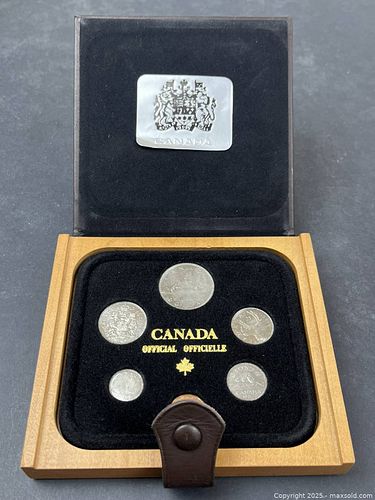 CANADA
CANADA
OFFICIAL OFFICIELLE
Copyright 2025 - maxsold.com